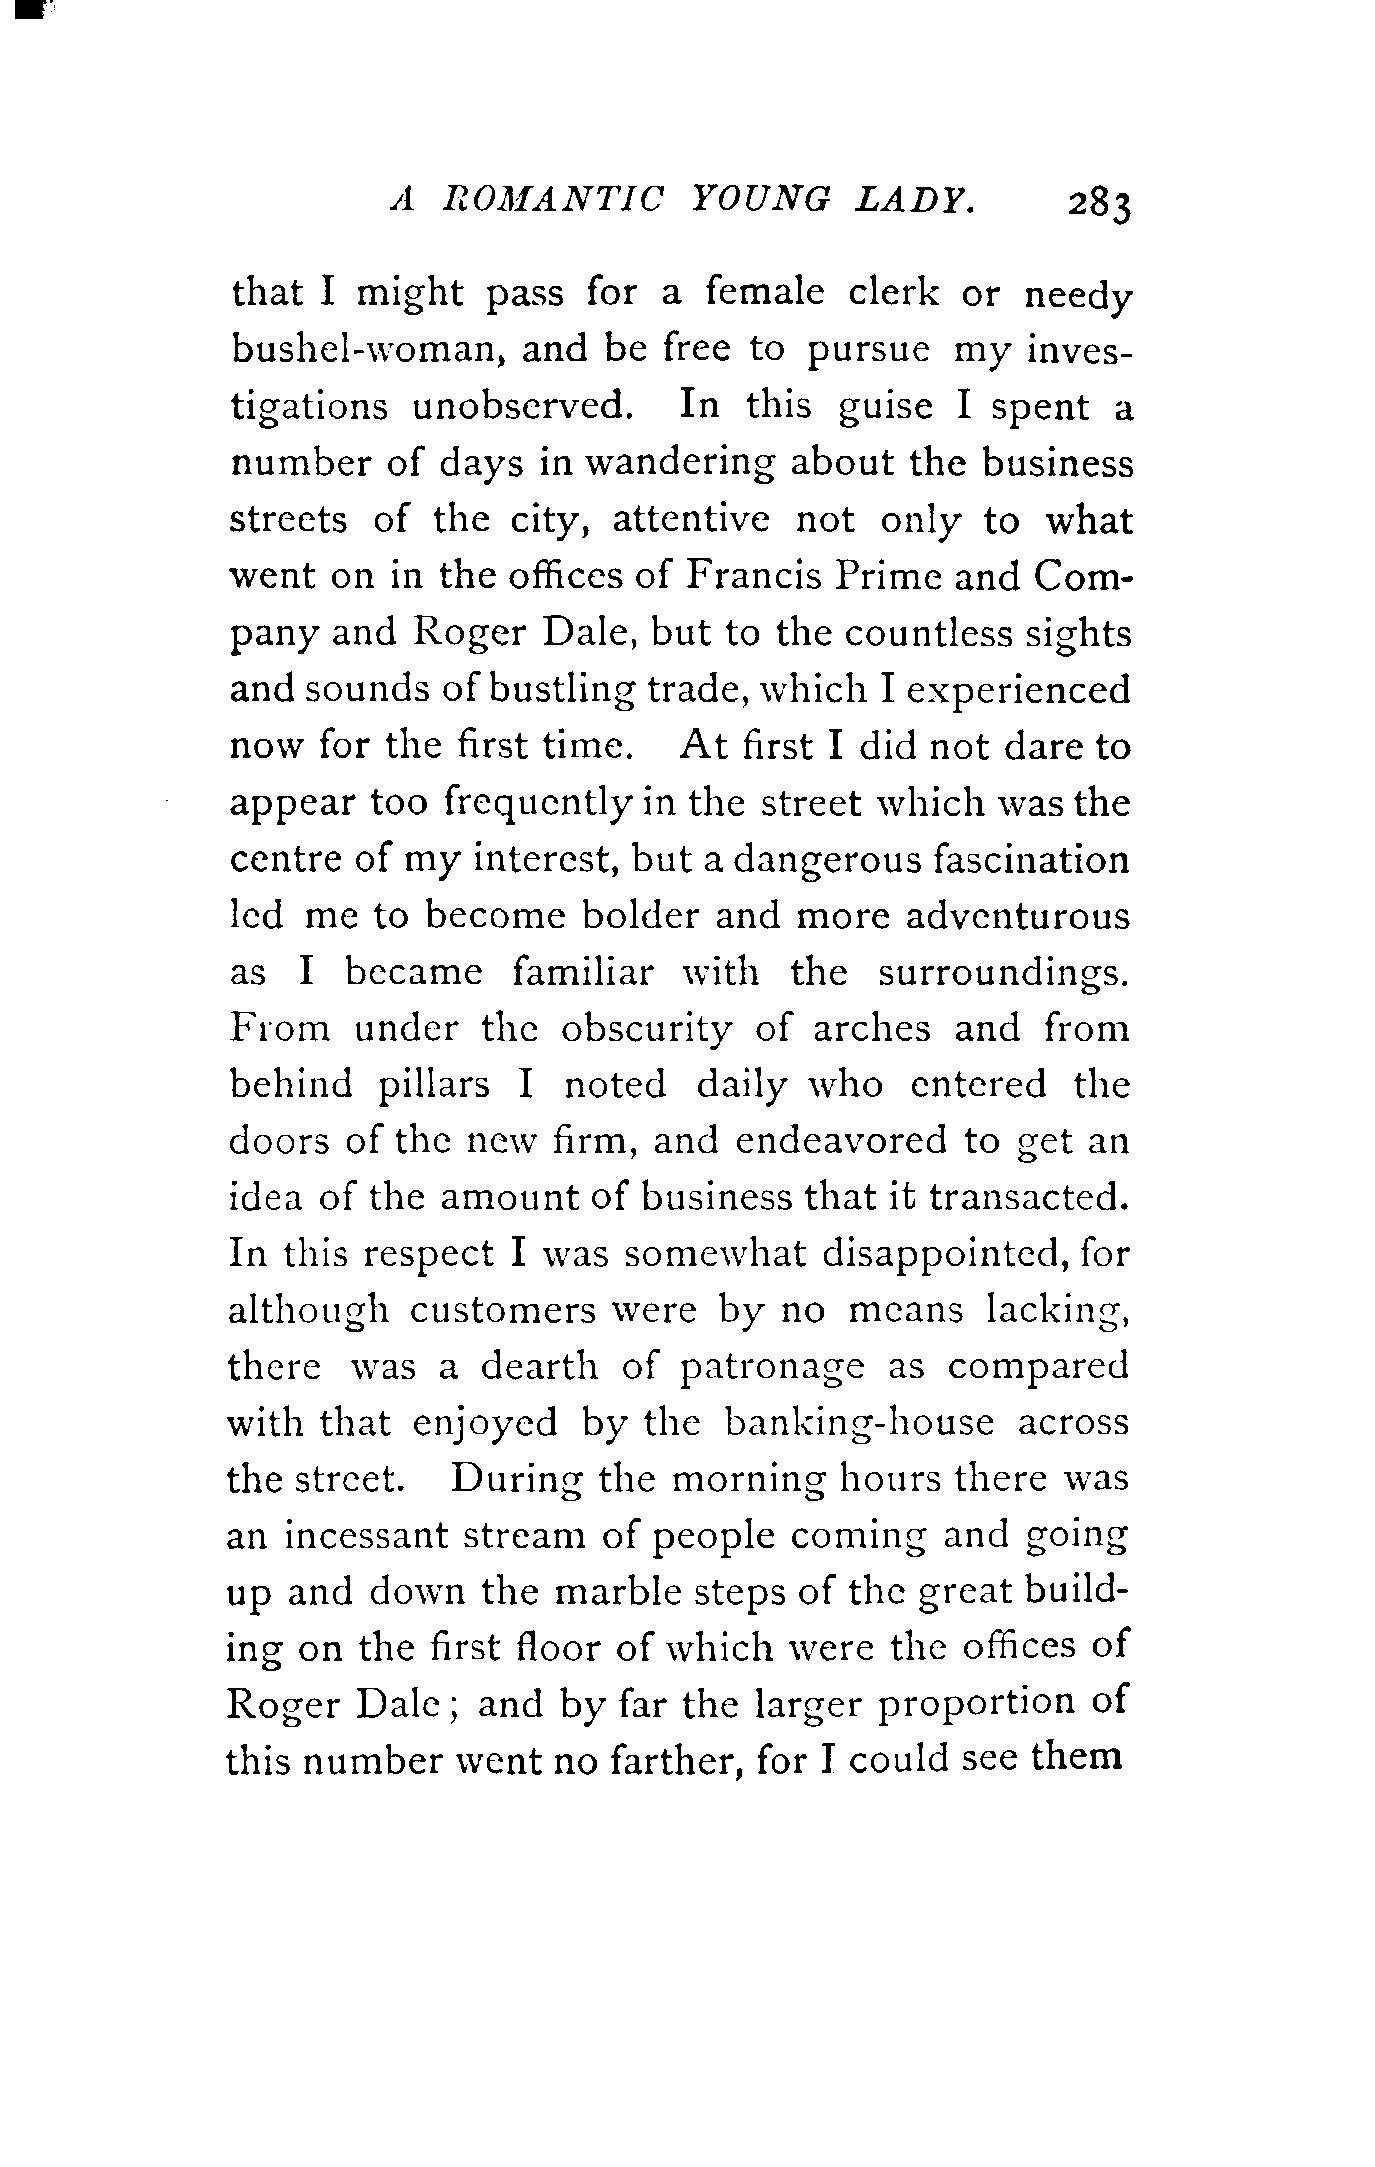 A ROMANTIC YOUNG LADY. 283
that I might pass for a female clerk or needy
bushel-woman, and be free to pursue my inves-
tigations unobserved. In this guise I spent a
number of days in wandering about the business
streets of the city, attentive not only to what
went on in the offices of Francis Prime and Com-
pany and Roger Dale, but to the countless sights
and sounds of bustling trade, which I experienced
now for the first time. At first I did not dare to
appear too frequently in the street which was the
centre of my interest, but a dangerous fascination
led me to become bolder and more adventurous
as I became familiar with the surroundings.
From under the obscurity of arches and from
behind pillars I noted daily who entered the
doors of the new firm, and endeavored to get an
idea of the amount of business that it transacted.
In this respect I was somewhat disappointed, for
although customers were by no means lacking,
there was a dearth of patronage as compared
with that enjoyed by the banking-house across
the street. During the morning hours there was
an incessant stream of people coming and going
up and down the marble steps of the great build-
ing on the first floor of which were the offices of
Roger Dale; and by far the larger proportion of
this number went no farther, for I could see them